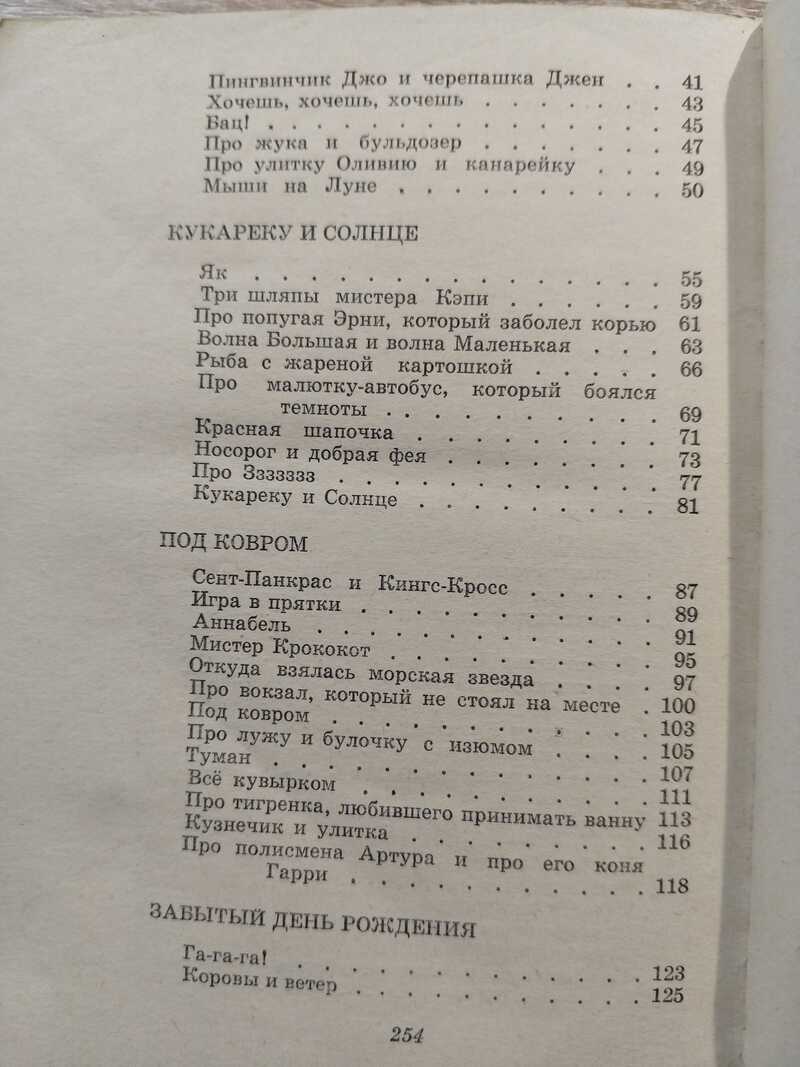 Пингвинчик Джо и черепашка Джен . . 41
Хочешь, хочешь, хочешь . . . . . . . 43
Бац! . . . . . . . . . . . . . . . 45
Про жука и бульдозер . . . . . . . . 47
Про улитку Оливию и канарейку . . . 49
Мыши на Луне . . . . . . . . . . . 50
КУКАРЕКУ И СОЛНЦЕ
Як . . . . . . . . . . . . . . . 55
Три шляпы мистера Кэпи . . . . . . 59
Про попугая Эрни, который заболел корью 61
Волна Большая и волна Маленькая . . . 63
Рыба с жареной картошкой . . . . . 66
Про малютку-автобус, который боялся
темноты . . . . . . . . . . 69
Красная шапочка . . . . . . . . . 71
Носорог и добрая фея . . . . . . . . 73
Про Ззззззз . . . . . . . . . . . . 77
Кукареку и Солнце . . . . . . . . . 81
ПОД КОВРОМ
Сент-Панкрас и Кингс-Кросс . . . . . 87
Игра в прятки . . . . . . . . . . . 89
Аннабель . . . . . . . . . . . . . 91
Мистер Крококот . . . . . . . . . . 95
Откуда взялась морская звезда . . . . 97
Про вокзал, который не стоял на месте . 100
Под ковром . . . . . . . . . . . . 103
Про лужу и булочку с изюмом . . . . 105
Туман . . . . . . . . . . . . . . 107
Всё кувырком . . . . . . . . . . . 111
Про тигренка, любившего принимать ванну 113
Кузнечик и улитка . . . . . . . . . 116
Про полисмена Артура и про его коня
Гарри . . . . . . . . . . . 118
ЗАБЫТЫЙ ДЕНЬ РОЖДЕНИЯ
Га-га-га! . . . . . . . . . . . . . 123
Коровы и ветер . . . . . . . . . . . 125
254